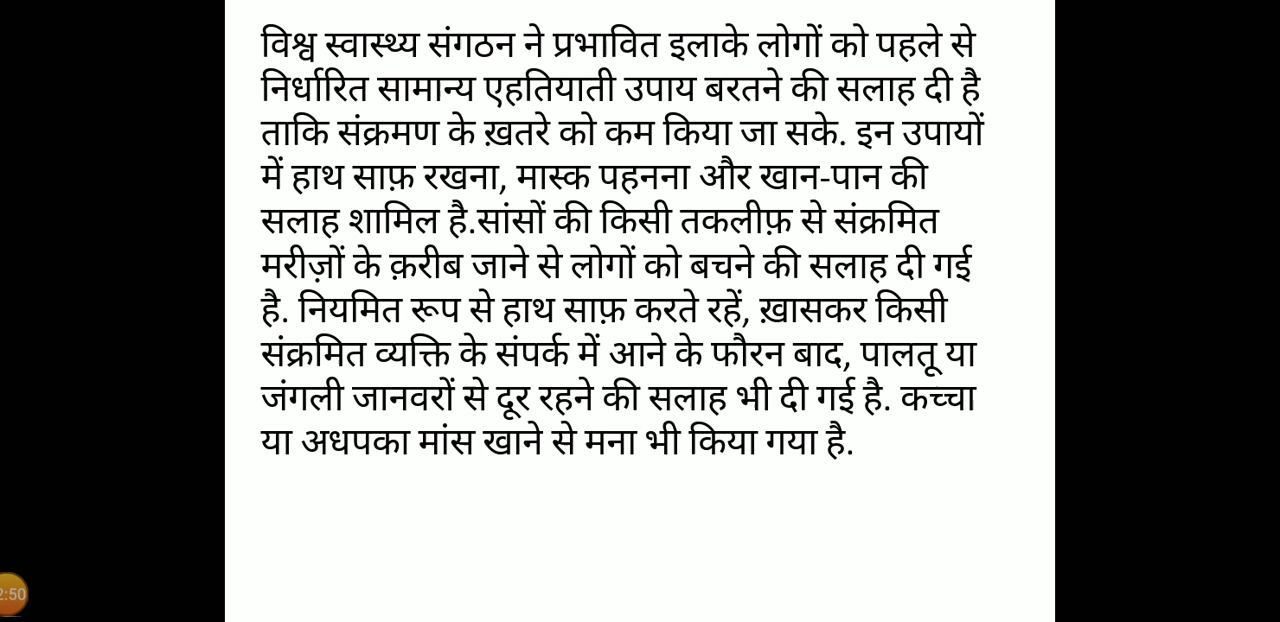 विश्व स्वास्थ्य संगठन ने प्रभावित इलाके लोगों को पहले से
निर्धारित सामान्य एहतियाती उपाय बरतने की सलाह दी है
ताकि संक्रमण के ख़तरे को कम किया जा सके. इन उपायों
में हाथ साफ़ रखना, मास्क पहनना और खान-पान की
सलाह शामिल है.सांसों की किसी तकलीफ़ से संक्रमित
मरीज़ों के क़रीब जाने से लोगों को बचने की सलाह दी गई
है. नियमित रूप से हाथ साफ़ करते रहें, ख़ासकर किसी
संक्रमित व्यक्ति के संपर्क में आने के फौरन बाद, पालतू या
जंगली जानवरों से दूर रहने की सलाह भी दी गई है. कच्चा
या अधपका मांस खाने से मना भी किया गया है.
2:50